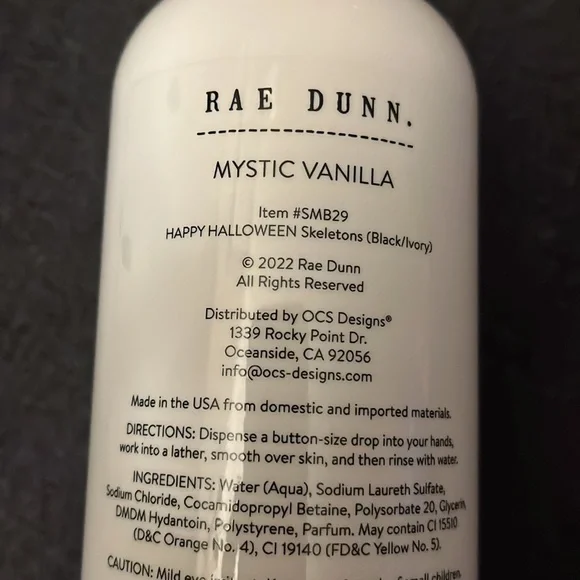 RAE DUNN.
MYSTIC VANILLA
Item #SMB29
HAPPY HALLOWEEN Skeletons (Black/Ivory)
© 2022 Rae Dunn
All Rights Reserved
Distributed by OCS Designs®
1339 Rocky Point Dr.
Oceanside, CA 92056
info@ocs-designs.com
Made in the USA from domestic and imported materials.
DIRECTIONS: Dispense a button-size drop into your hands,
work into a lather, smooth over skin, and then rinse with water.
INGREDIENTS: Water (Aqua), Sodium Laureth Sulfate,
Sodium Chloride, Cocamidopropyl Betaine, Polysorbate 20, Glycerin,
DMDM Hydantoin, Polystyrene, Parfum. May contain CI 15510
(D&C Orange No. 4), CI 19140 (FD&C Yellow No. 5).
CAUTION: Mild eye small children